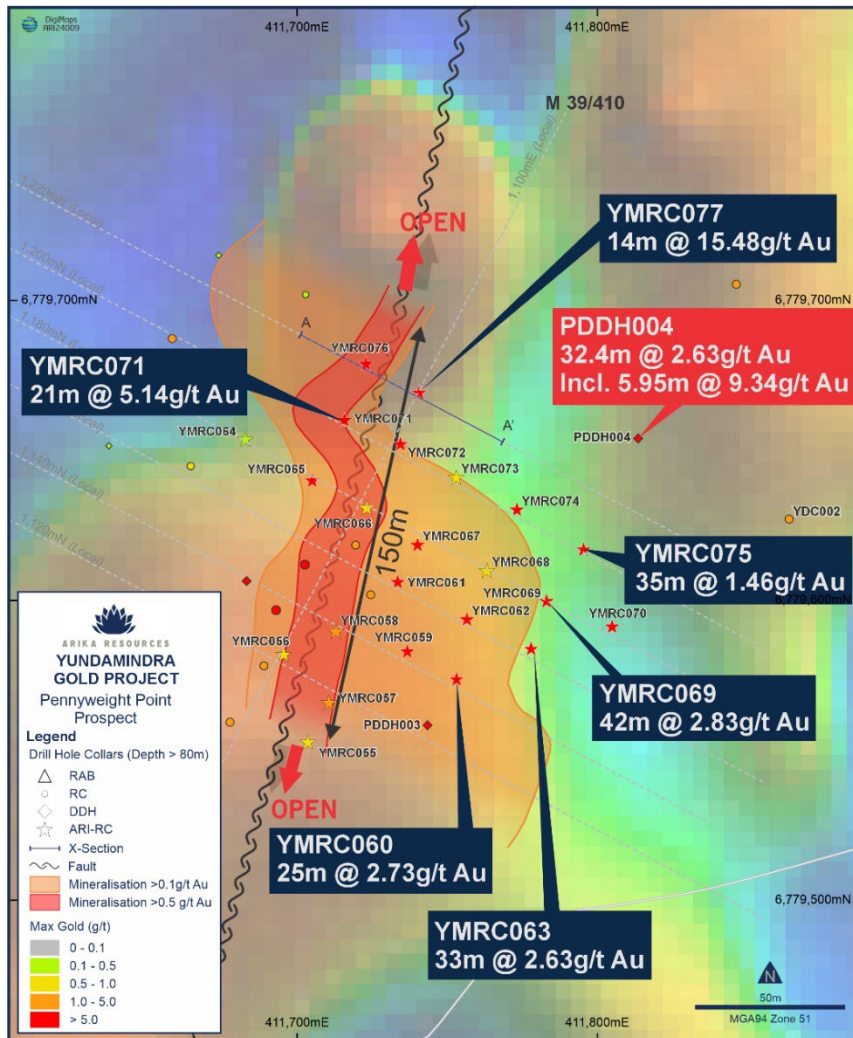 DigiMaps
ARI24009
411,700mE
411,800mE
M 39/410
1,100mE (Local)
1,220mN (Local)
1,200mN (Local)
1,180mN (Local)
1,140mN (Local)
1,120mN (Local)
OPEN
YMRC077
14m @ 15.48g/t Au
6,779,700mN
6,779,700mN
PDDH004
32.4m @ 2.63g/t Au
Incl. 5.95m @ 9.34g/t Au
A
YMRC076
YMRC071
21m @ 5.14g/t Au
YMRC071
YMRC064
YMRC072
A'
PDDH004
YMRC065
YMRC073
YMRC074
YDC002
YMRC066
150m
YMRC067
YMRC068
YMRC075
35m @ 1.46g/t Au
YMRC061
YMRC069
6,779,600mN
YMRC062
YMRC070
YMRC058
YMRC056
YMRC059
YMRC069
42m @ 2.83g/t Au
YMRC057
PDDH003
YMRC055
OPEN
YMRC060
25m @ 2.73g/t Au
YMRC063
33m @ 2.63g/t Au
6,779,500mN
ARIKA RESOURCES
YUNDAMINDRA
GOLD PROJECT
Pennyweight Point
Prospect
Legend
Drill Hole Collars (Depth > 80m)
RAB
RC
DDH
ARI-RC
X-Section
Fault
Mineralisation >0.1g/t Au
Mineralisation >0.5 g/t Au
Max Gold (g/t)
0 - 0.1
0.1 - 0.5
0.5 - 1.0
1.0 - 5.0
> 5.0
N
50m
MGA94 Zone 51
411,700mE
411,800mE